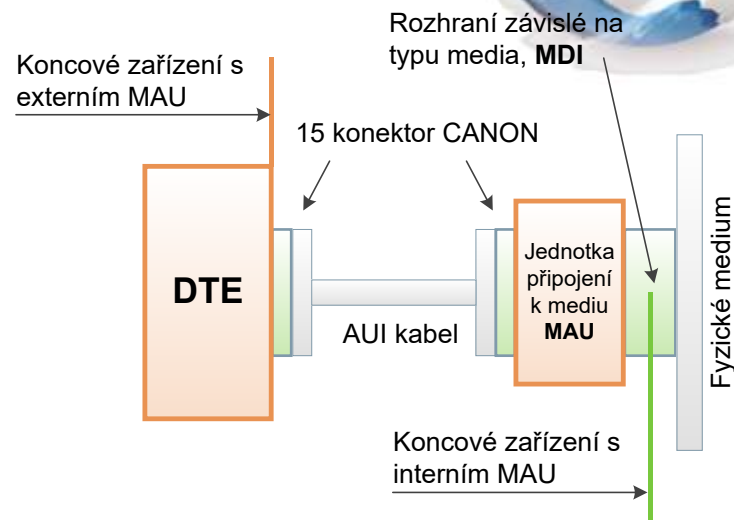 Rozhraní závislé na
typu media, MDI
Koncové zařízení s
externím MAU
15 konektor CANON
DTE
AUI kabel
Jednotka
připojení
k mediu
MAU
Fyzické medium
Koncové zařízení s
interním MAU